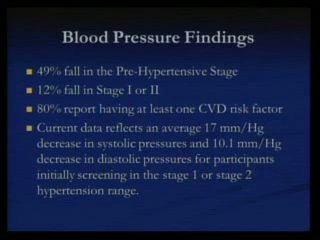 Blood Pressure Findings
49% fall in the Pre-Hypertensive Stage
12% fall in Stage I or II
80% report having at least one CVD risk factor
Current data reflects an average 17 mm/Hg
decrease in systolic pressures and 10.1 mm/Hg
decrease in diastolic pressures for participants
initially screening in the stage 1 or stage 2
hypertension range.